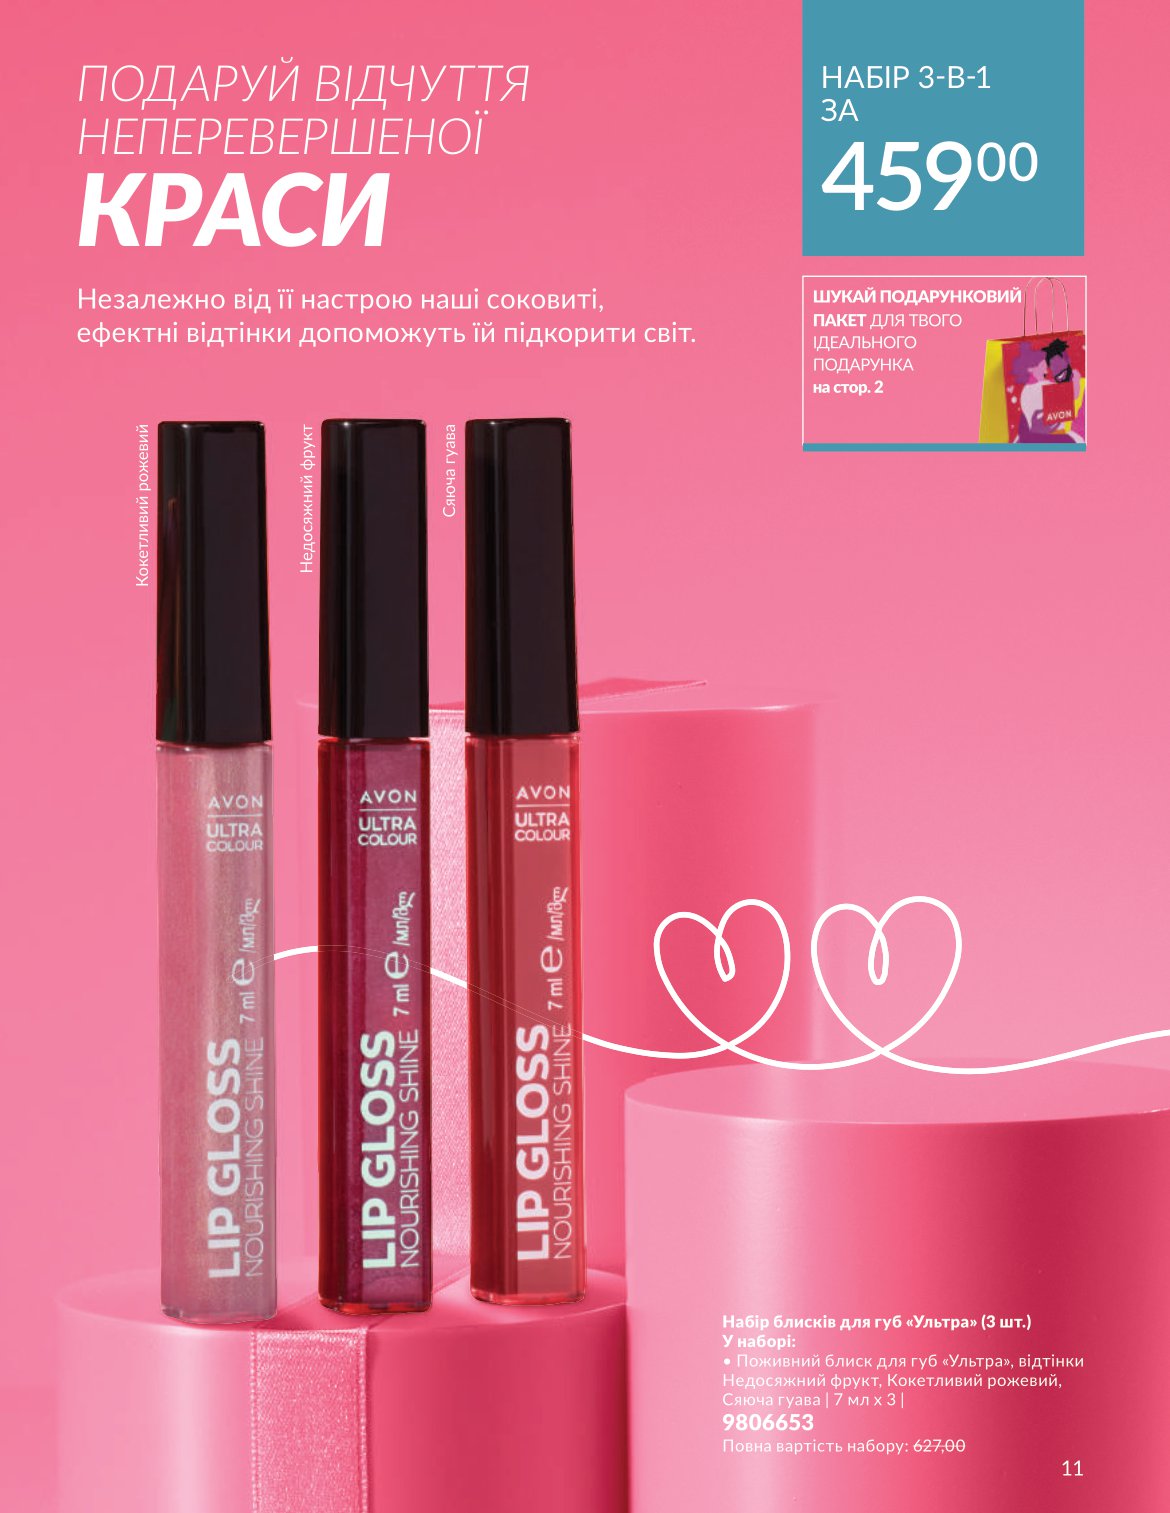 ПОДАРУЙ ВІДЧУТТЯ
НЕПЕРЕВЕРШЕНОЇ
КРАСИ
Незалежно від її настрою наші соковиті,
ефектні відтінки допоможуть їй підкорити світ.
НАБІР 3-В-1
ЗА
459⁰⁰
ШУКАЙ ПОДАРУНКОВИЙ
ПАКЕТ ДЛЯ ТВОГО
ІДЕАЛЬНОГО
ПОДАРУНКА
на стор. 2
AVON
Кокетливий рожевий
Недосяжний фрукт
Сяюча гуава
AVON
ULTRA
COLOUR
LIP GLOSS 7 ml e /мл/მლ
NOURISHING SHINE
AVON
ULTRA
COLOUR
LIP GLOSS 7 ml e /мл/მლ
NOURISHING SHINE
AVON
ULTRA
COLOUR
LIP GLOSS 7 ml e /мл/მლ
NOURISHING SHINE
Набір блисків для губ «Ультра» (3 шт.)
У наборі:
• Поживний блиск для губ «Ультра», відтінки
Недосяжний фрукт, Кокетливий рожевий,
Сяюча гуава | 7 мл х 3 |
9806653
Повна вартість набору: 627,00
11